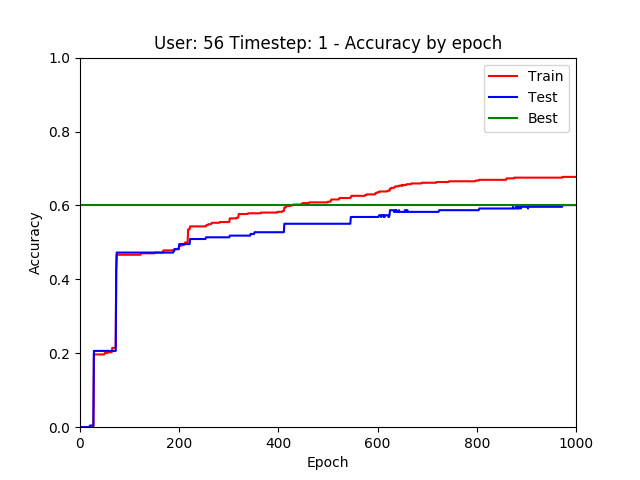 User: 56 Timestep: 1 - Accuracy by epoch
1.0
0.8
0.6
0.4
0.2
0.0
Accuracy
Train
Test
Best
0 200 400 600 800 1000
Epoch